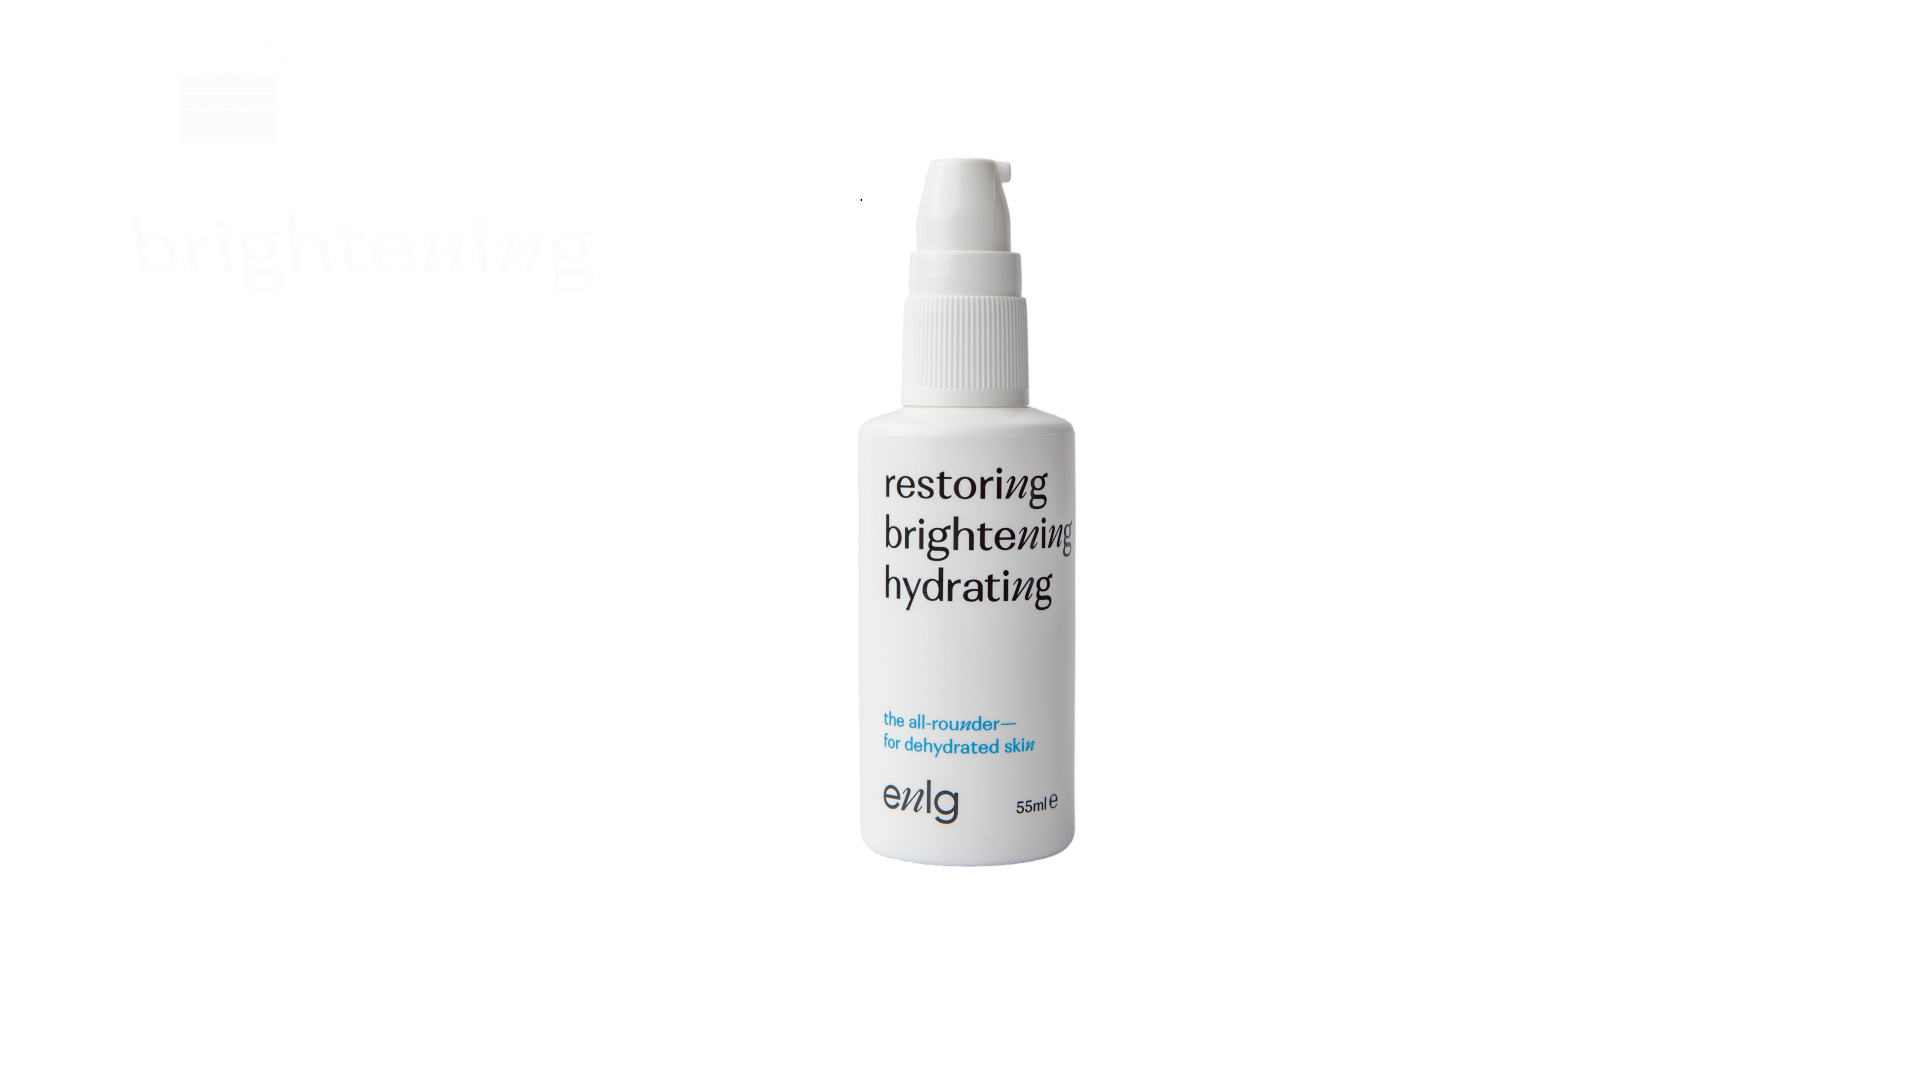 brightening
restoring
brightening
hydrating
the all-rounder—
for dehydrated skin
enlg
55ml ℮